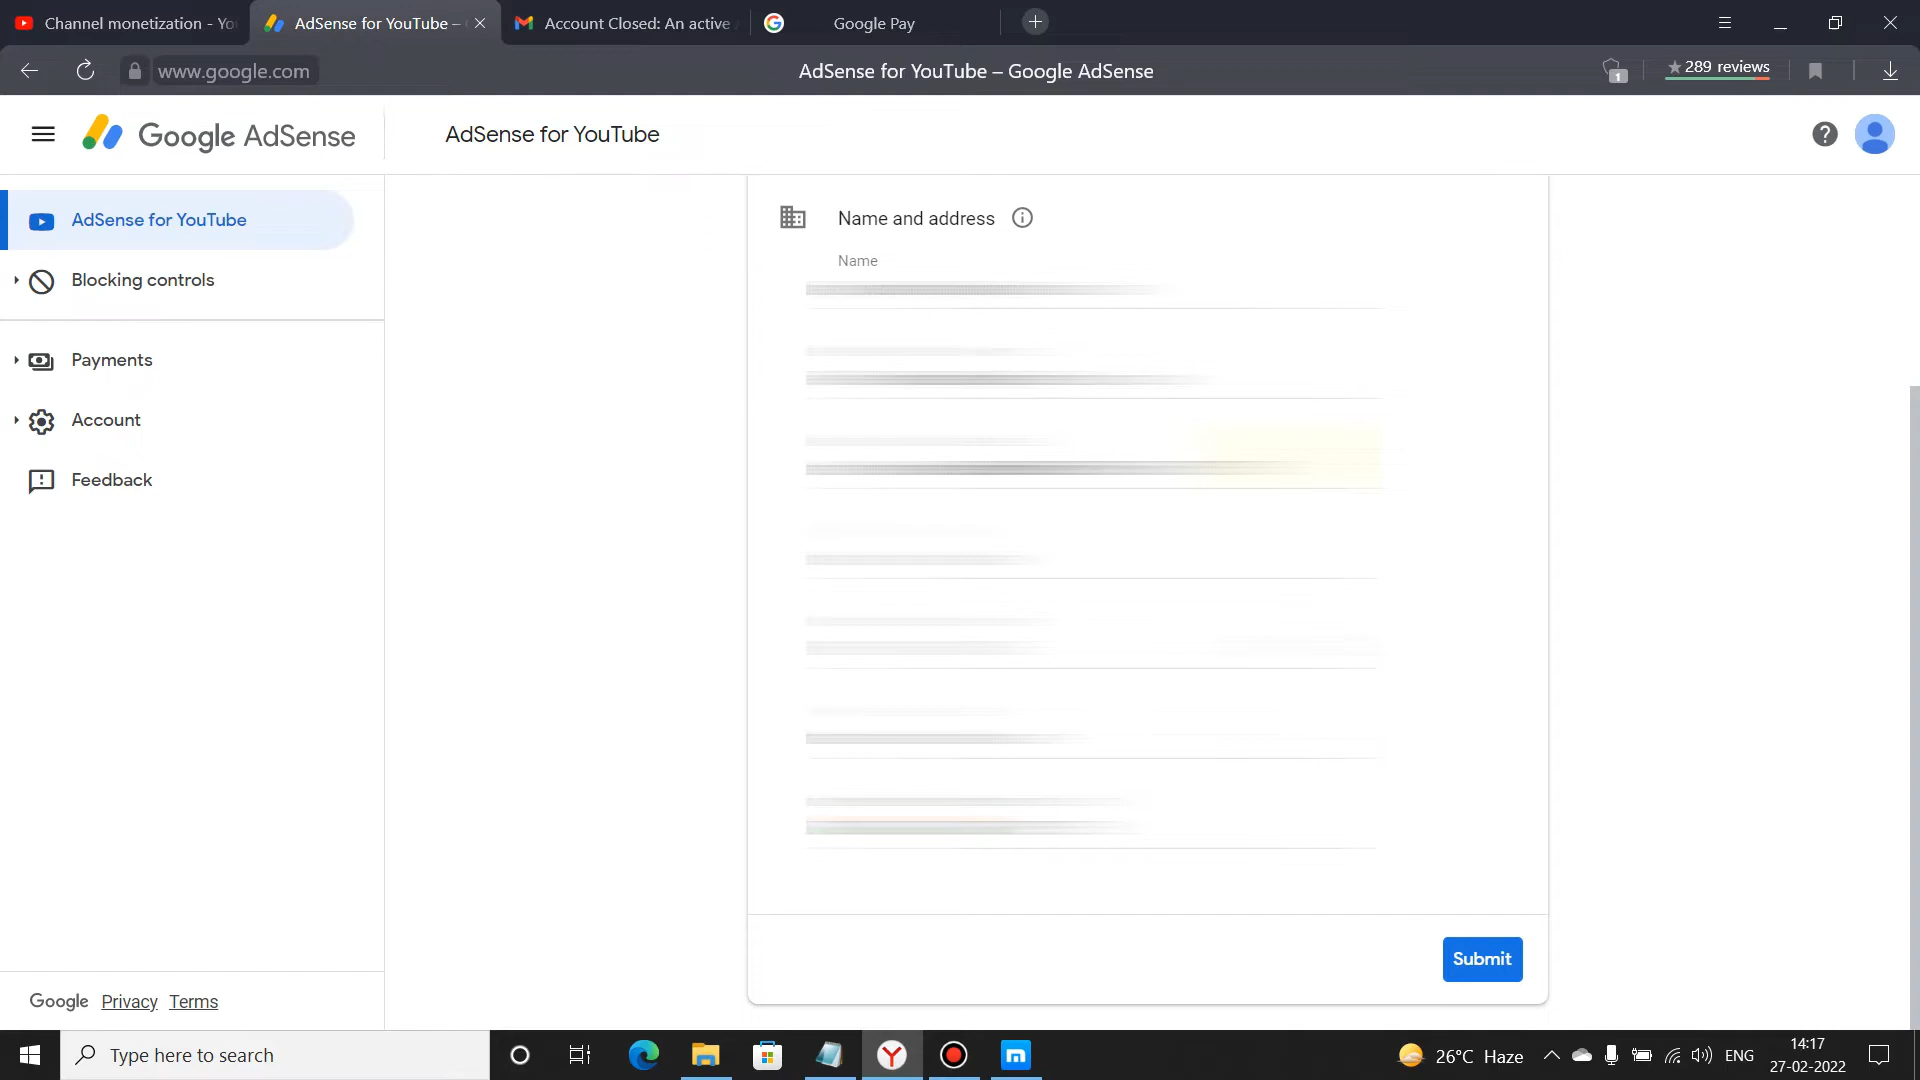 Channel monetization - Yo
AdSense for YouTube –
Account Closed: An active
Google Pay
www.google.com
AdSense for YouTube – Google AdSense
1
★ 289 reviews
Google AdSense
AdSense for YouTube
AdSense for YouTube
Blocking controls
Payments
Account
Feedback
Name and address
Name
Submit
Google Privacy Terms
Type here to search
26°C Haze
ENG
14:17
27-02-2022